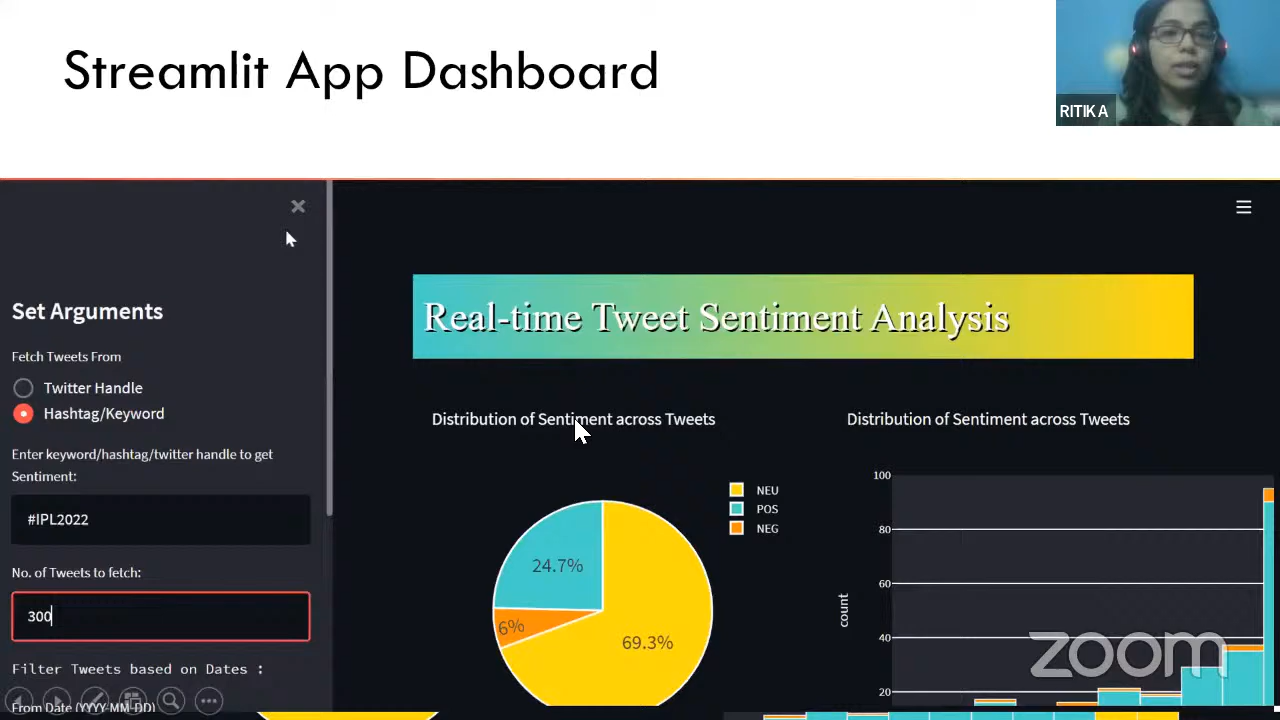 Streamlit App Dashboard
RITIKA
Set Arguments
Fetch Tweets From
Twitter Handle
Hashtag/Keyword
Enter keyword/hashtag/twitter handle to get
Sentiment:
#IPL2022
No. of Tweets to fetch:
300
Filter Tweets based on Dates :
From Date (YYYY-MM-DD)
Real-time Tweet Sentiment Analysis
Distribution of Sentiment across Tweets
NEU
POS
NEG
24.7%
6%
69.3%
Distribution of Sentiment across Tweets
100
80
60
40
20
count
zoom